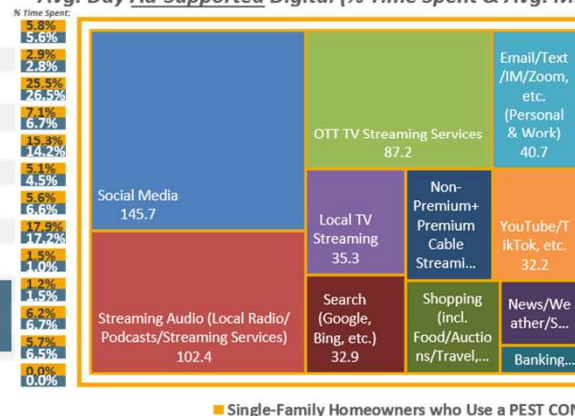 Avg. Day Ad-Supported Digital (% Time Spent & Avg.
% Time Spent:
5.8%
5.6%
2.9%
2.8%
25.5%
26.5%
7.1%
6.7%
15.3%
14.2%
5.1%
4.5%
5.6%
6.6%
17.9%
17.2%
1.5%
1.0%
1.2%
1.5%
6.2%
6.7%
5.7%
6.5%
0.0%
0.0%
Social Media
145.7
Streaming Audio (Local Radio/
Podcasts/Streaming Services)
102.4
OTT TV Streaming Services
87.2
Email/Text
/IM/Zoom,
etc.
(Personal
& Work)
40.7
Local TV
Streaming
35.3
Non-
Premium+
Premium
Cable
Streami...
YouTube/T
ikTok, etc.
32.2
Search
(Google,
Bing, etc.)
32.9
Shopping
(incl.
Food/Auctio
ns/Travel,...
News/We
ather/S...
Banking...
Single-Family Homeowners who Use a PEST